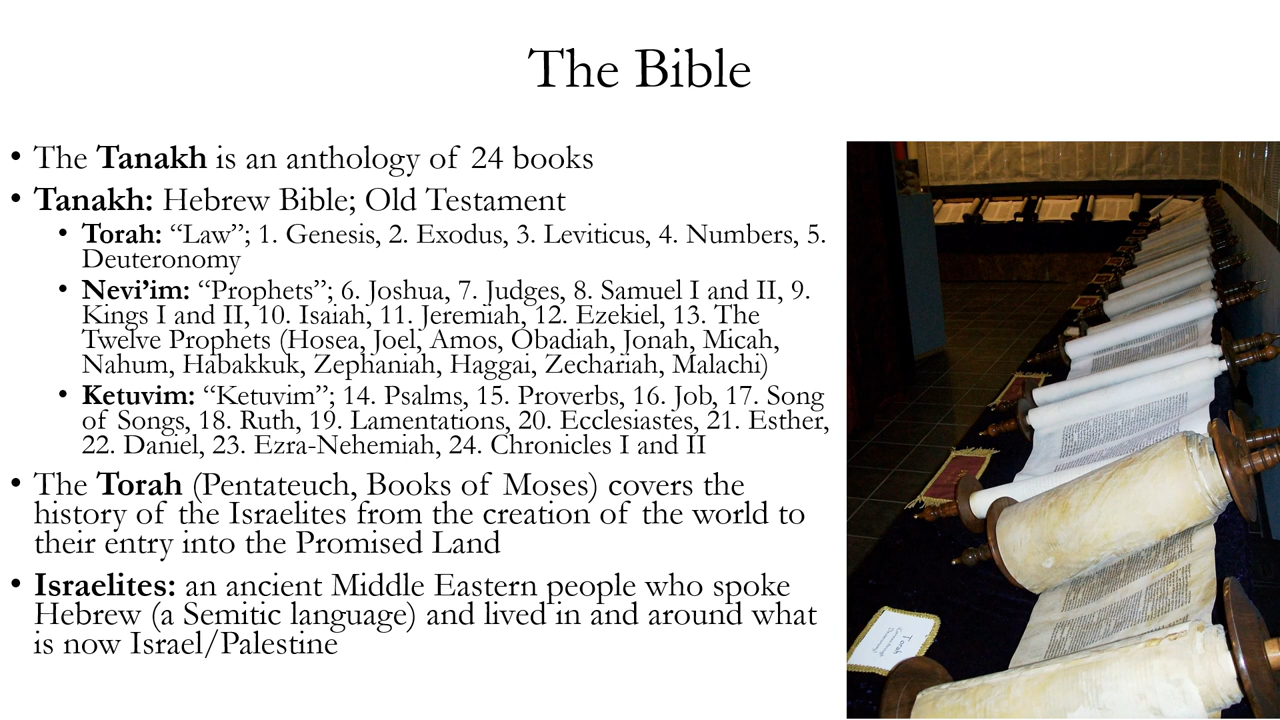 The Bible
• The Tanakh is an anthology of 24 books
• Tanakh: Hebrew Bible; Old Testament
• Torah: “Law”; 1. Genesis, 2. Exodus, 3. Leviticus, 4. Numbers, 5.
Deuteronomy
• Nevi’im: “Prophets”; 6. Joshua, 7. Judges, 8. Samuel I and II, 9.
Kings I and II, 10. Isaiah, 11. Jeremiah, 12. Ezekiel, 13. The
Twelve Prophets (Hosea, Joel, Amos, Obadiah, Jonah, Micah,
Nahum, Habakkuk, Zephaniah, Haggai, Zechariah, Malachi)
• Ketuvim: “Ketuvim”; 14. Psalms, 15. Proverbs, 16. Job, 17. Song
of Songs, 18. Ruth, 19. Lamentations, 20. Ecclesiastes, 21. Esther,
22. Daniel, 23. Ezra-Nehemiah, 24. Chronicles I and II
• The Torah (Pentateuch, Books of Moses) covers the
history of the Israelites from the creation of the world to
their entry into the Promised Land
• Israelites: an ancient Middle Eastern people who spoke
Hebrew (a Semitic language) and lived in and around what
is now Israel/Palestine
Torah